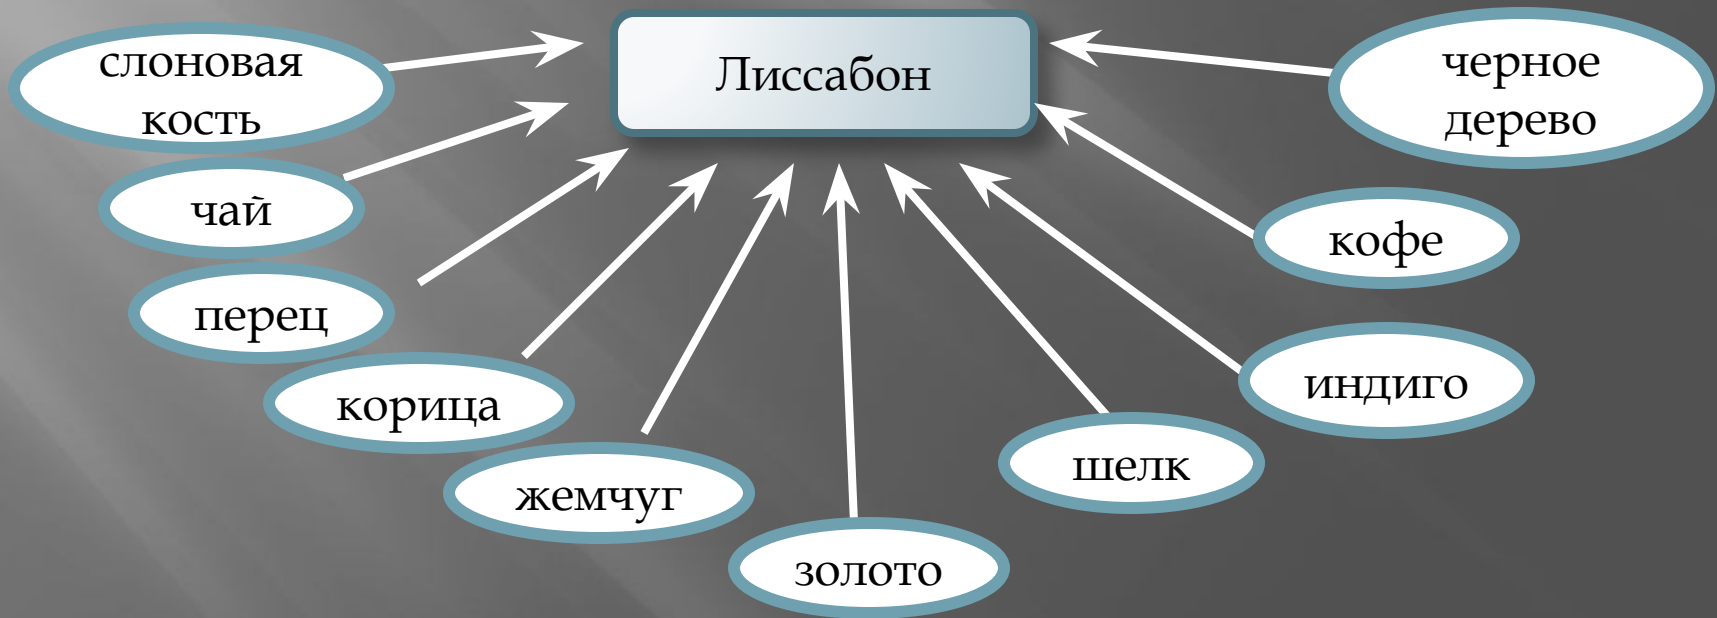 слоновая
кость
Лиссабон
черное
дерево
чай
кофе
перец
корица
индиго
жемчуг
шелк
золото